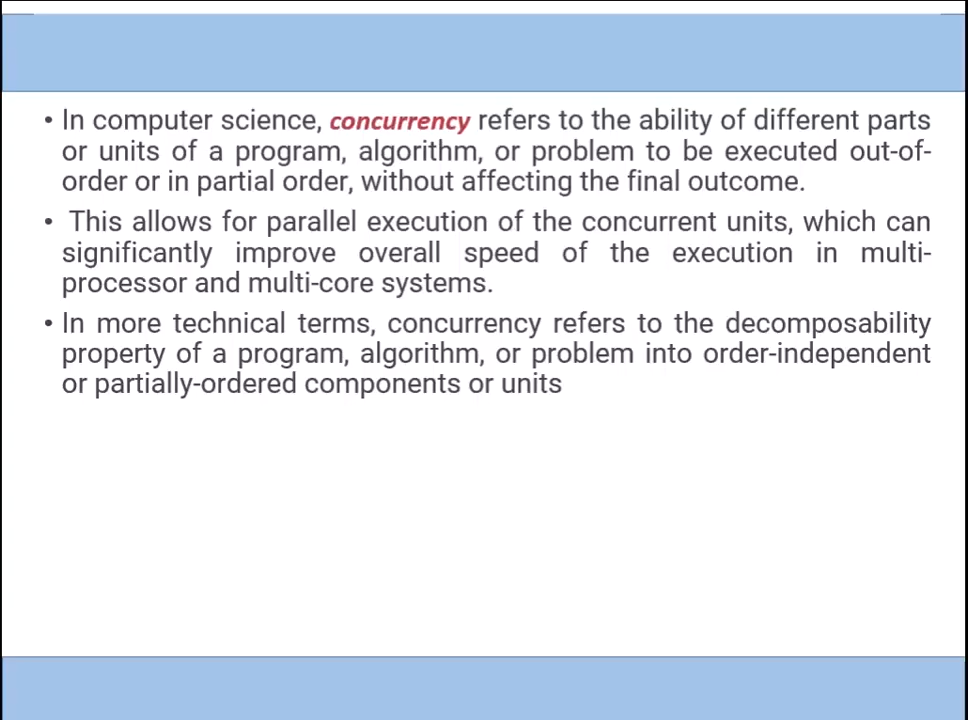 • In computer science, concurrency refers to the ability of different parts
or units of a program, algorithm, or problem to be executed out-of-
order or in partial order, without affecting the final outcome.
• This allows for parallel execution of the concurrent units, which can
significantly improve overall speed of the execution in multi-
processor and multi-core systems.
• In more technical terms, concurrency refers to the decomposability
property of a program, algorithm, or problem into order-independent
or partially-ordered components or units